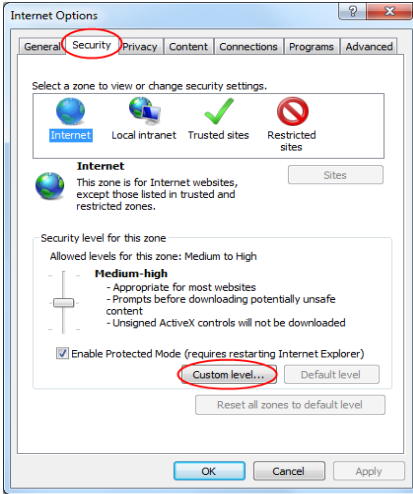 Internet Options
?
General Security Privacy Content Connections Programs Advanced
Select a zone to view or change security settings.
Internet Local intranet Trusted sites Restricted
sites
Internet
This zone is for Internet websites,
except those listed in trusted and
restricted zones.
Sites
Security level for this zone
Allowed levels for this zone: Medium to High
Medium-high
- Appropriate for most websites
- Prompts before downloading potentially unsafe
content
- Unsigned ActiveX controls will not be downloaded
Enable Protected Mode (requires restarting Internet Explorer)
Custom level... Default level
Reset all zones to default level
OK Cancel Apply